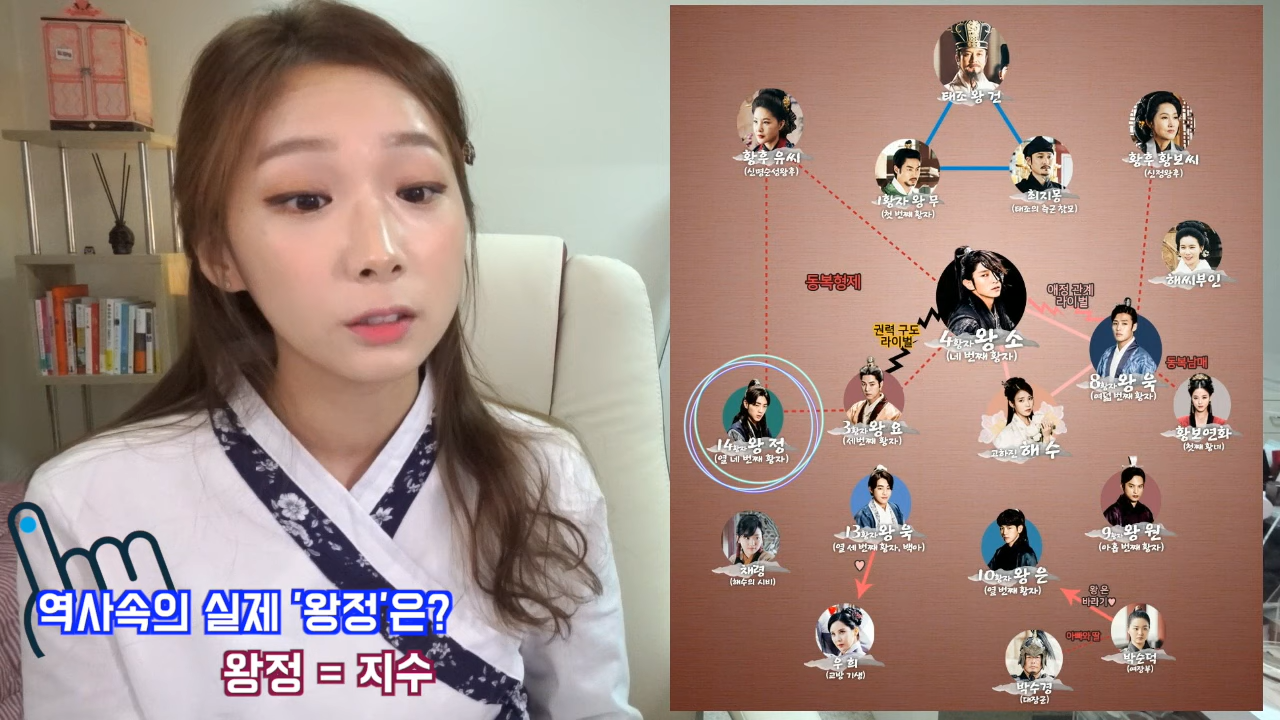 태조 왕 건
황후 유씨
(신명순성왕후)
1황자 왕 무
(첫 번째 황자)
최지몽
(태조의 측근 참모)
황후 황보씨
(신정왕후)
해씨부인
동복형제
애정 관계
라이벌
권력 구도
라이벌
4황자 왕 소
(네 번째 황자)
8황자 왕 욱
(여덟 번째 황자)
동복남매
황보연화
(첫째 황녀)
14황자 왕 정
(열 네 번째 황자)
3황자 왕 요
(세번째 황자)
고하진 해 수
13황자 왕 욱
(열 세 번째 황자, 백아)
9황자 왕 원
(아홉 번째 황자)
10황자 왕 은
(열 번째 황자)
채령
(해수의 시비)
왕 은
바라기♥
우 희
(교방 기생)
아빠와 딸
박순덕
(여장부)
박수경
(대장군)
역사속의 실제 '왕정'은?
왕정 = 지수